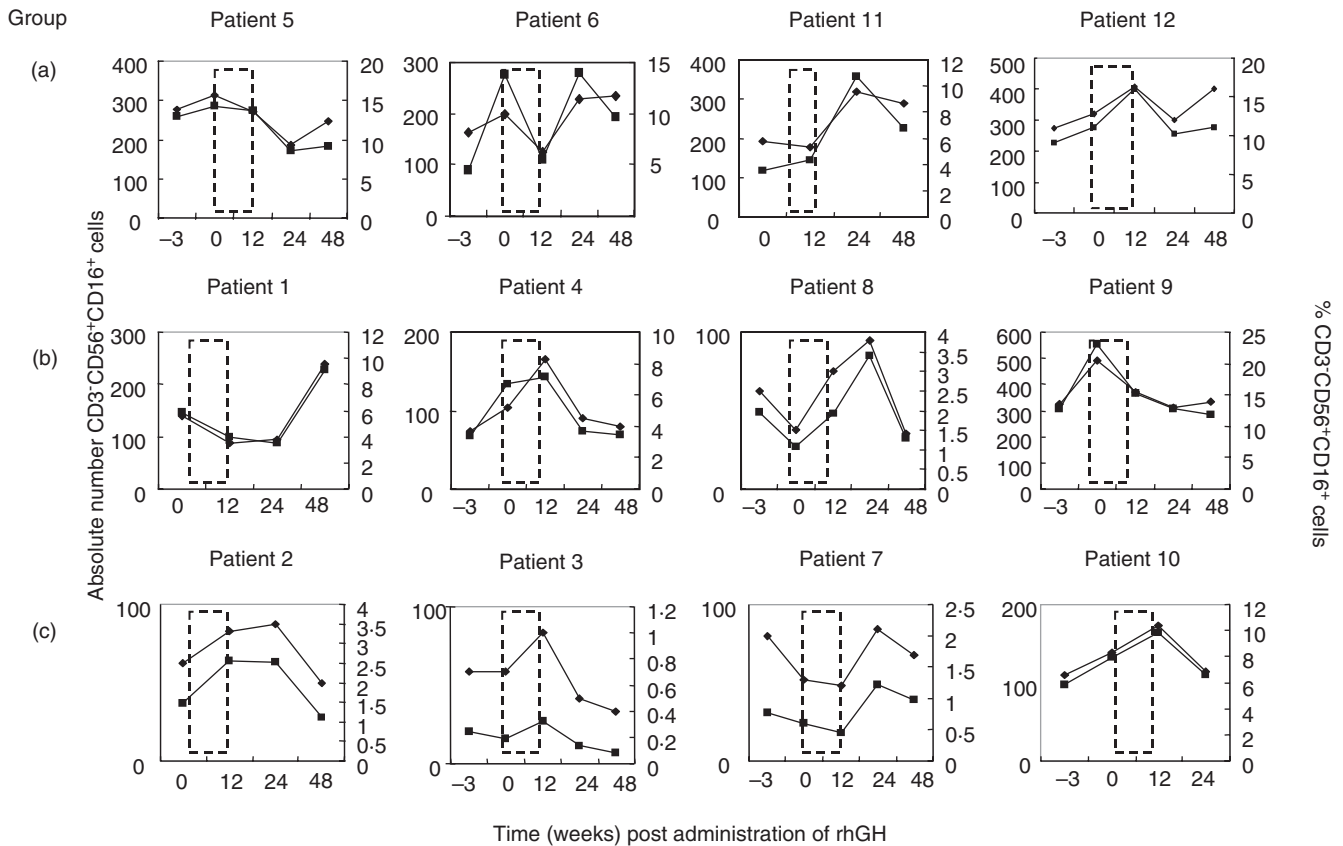 Group
Patient 5 Patient 6 Patient 11 Patient 12
(a)
400 300 200 100 0
20 15 10 5 0
−3 0 12 24 48
300 200 100 0
15 10 5
−3 0 12 24 48
400 300 200 100 0
12 10 8 6 4 2 0
0 12 24 48
500 400 300 200 100 0
20 15 10 5 0
−3 0 12 24 48
Absolute number CD3-CD56+CD16+ cells
Patient 1 Patient 4 Patient 8 Patient 9
(b)
300 200 100 0
12 10 8 6 4 2 0
0 12 24 48
200 100 0
10 8 6 4 2 0
−3 0 12 24 48
100 0
4 3.5 3 2.5 2 1.5 1 0.5 0
−3 0 12 24 48
600 500 400 300 200 100 0
25 20 15 10 5 0
−3 0 12 24 48
% CD3-CD56+CD16+ cells
Patient 2 Patient 3 Patient 7 Patient 10
(c)
100 0
4 3·5 3 2·5 2 1·5 1 0·5 0
0 12 24 48
100 0
1·2 1 0·8 0·6 0·4 0·2 0
−3 0 12 24 48
100 0
2·5 2 1·5 1 0·5 0
−3 0 12 24 48
200 100 0
12 10 8 6 4 2 0
−3 0 12 24
Time (weeks) post administration of rhGH